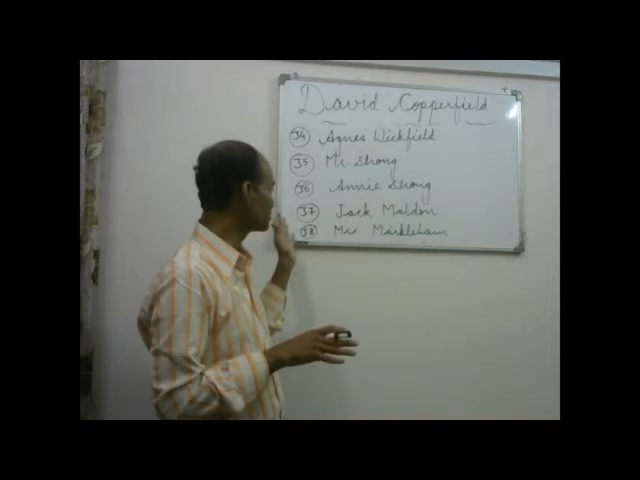 David Copperfield
34 Agnes Wickfield
35 Mr. Strong
36 Annie Strong
37 Jack Maldon
38 Mrs Markleham